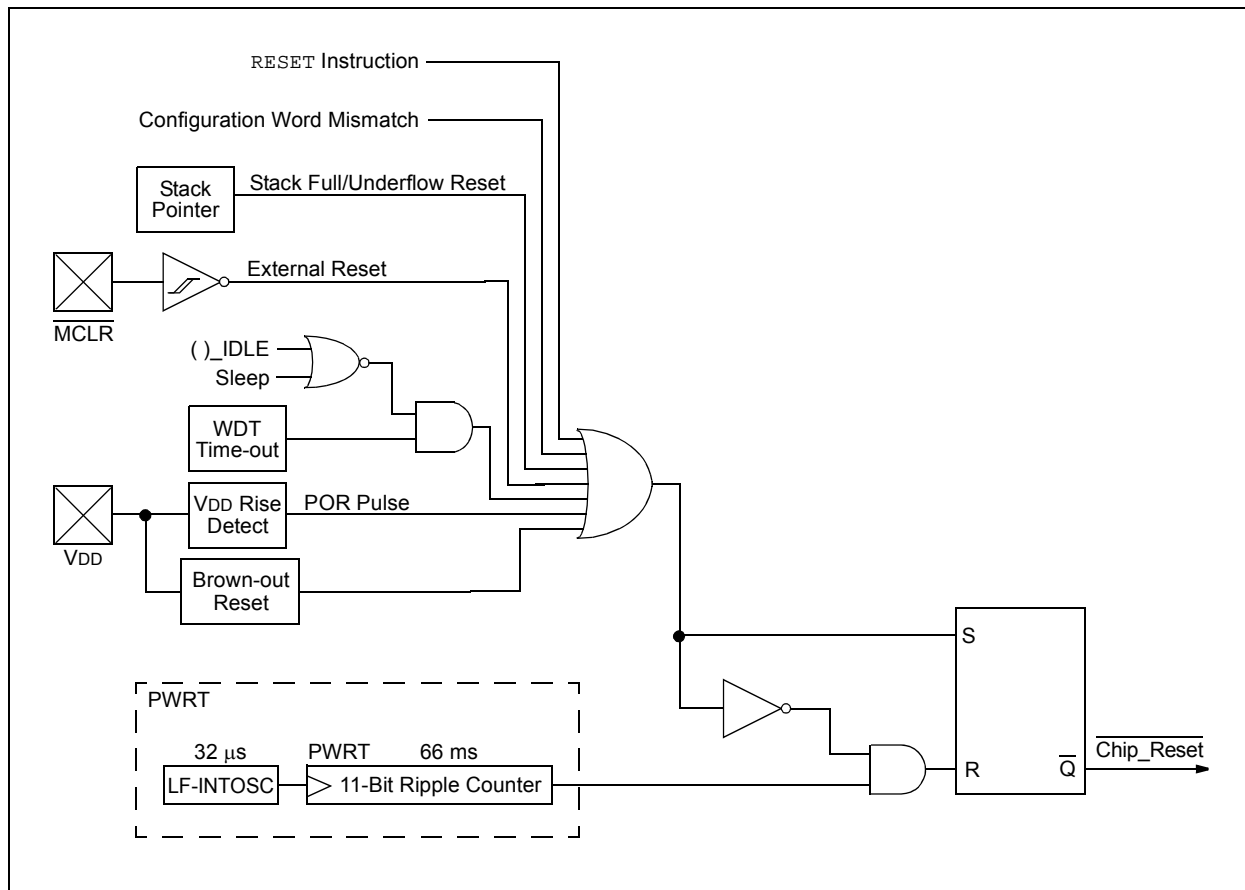 RESET Instruction
Configuration Word Mismatch
Stack
Pointer
Stack Full/Underflow Reset
External Reset
MCLR
( )_IDLE
Sleep
WDT
Time-out
VDD Rise
Detect
POR Pulse
VDD
Brown-out
Reset
S
PWRT
32 μs
PWRT
66 ms
LF-INTOSC
11-Bit Ripple Counter
R
Q
Chip_Reset